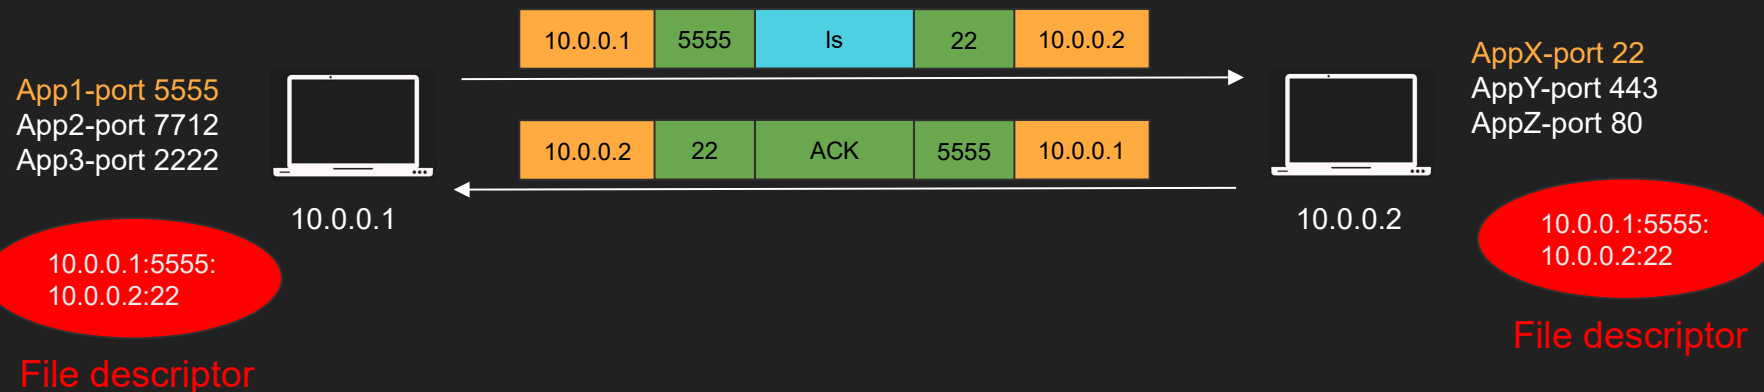 10.0.0.1 5555 ls 22 10.0.0.2
App1-port 5555
App2-port 7712
App3-port 2222
AppX-port 22
AppY-port 443
AppZ-port 80
10.0.0.2 22 ACK 5555 10.0.0.1
10.0.0.1
10.0.0.2
10.0.0.1:5555:
10.0.0.2:22
File descriptor
10.0.0.1:5555:
10.0.0.2:22
File descriptor